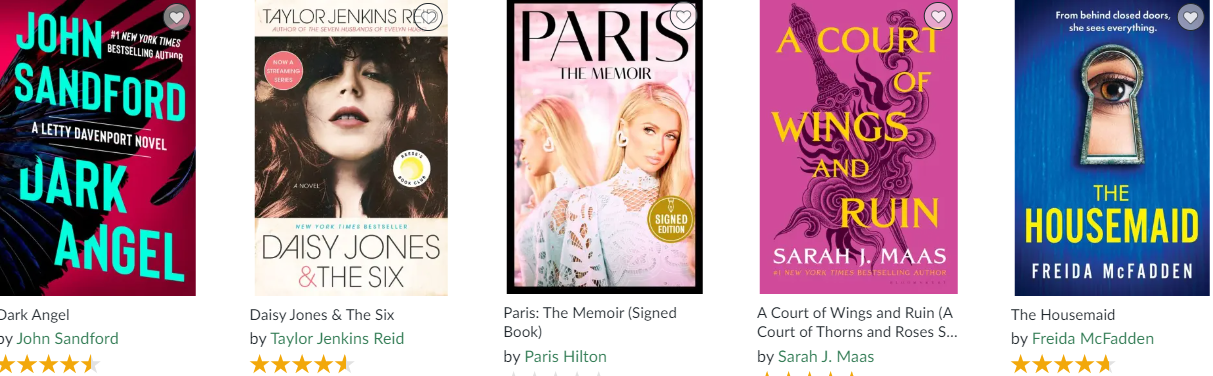 JOHN
#1 NEW YORK TIMES
BESTSELLING AUTHOR
SANDFORD
A LETTY DAVENPORT NOVEL
DARK
ANGEL
Dark Angel
by John Sandford
TAYLOR JENKINS REID
AUTHOR OF THE SEVEN HUSBANDS OF EVELYN HUGO
NOW A
STREAMING
SERIES
REESE'S
BOOK CLUB
A NOVEL
NEW YORK TIMES BESTSELLER
DAISY JONES
& THE SIX
Daisy Jones & The Six
by Taylor Jenkins Reid
PARIS
THE MEMOIR
SIGNED
EDITION
Paris: The Memoir (Signed
Book)
by Paris Hilton
A COURT
OF
WINGS
AND
RUIN
SARAH J. MAAS
#1 NEW YORK TIMES BESTSELLING AUTHOR
BLOOMSBURY
A Court of Wings and Ruin (A
Court of Thorns and Roses S...
by Sarah J. Maas
From behind closed doors,
she sees everything.
THE
HOUSEMAID
FREIDA McFADDEN
The Housemaid
by Freida McFadden